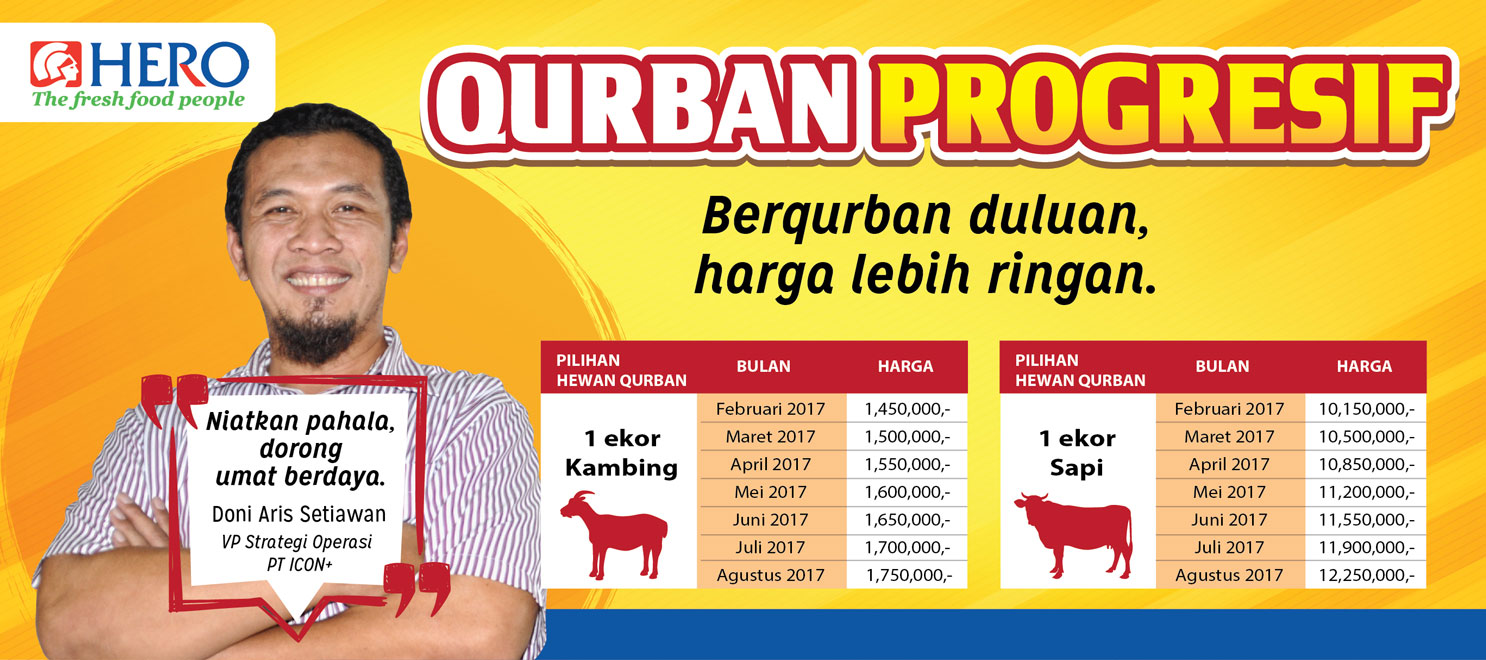 HERO
The fresh food people
QURBAN PROGRESIF
Berqurban duluan,
harga lebih ringan.
Niatkan pahala,
dorong
umat berdaya.
Doni Aris Setiawan
VP Strategi Operasi
PT ICON+
PILIHAN
HEWAN QURBAN
BULAN
HARGA
1 ekor
Kambing
Februari 2017 1,450,000,-
Maret 2017 1,500,000,-
April 2017 1,550,000,-
Mei 2017 1,600,000,-
Juni 2017 1,650,000,-
Juli 2017 1,700,000,-
Agustus 2017 1,750,000,-
PILIHAN
HEWAN QURBAN
BULAN
HARGA
1 ekor
Sapi
Februari 2017 10,150,000,-
Maret 2017 10,500,000,-
April 2017 10,850,000,-
Mei 2017 11,200,000,-
Juni 2017 11,550,000,-
Juli 2017 11,900,000,-
Agustus 2017 12,250,000,-